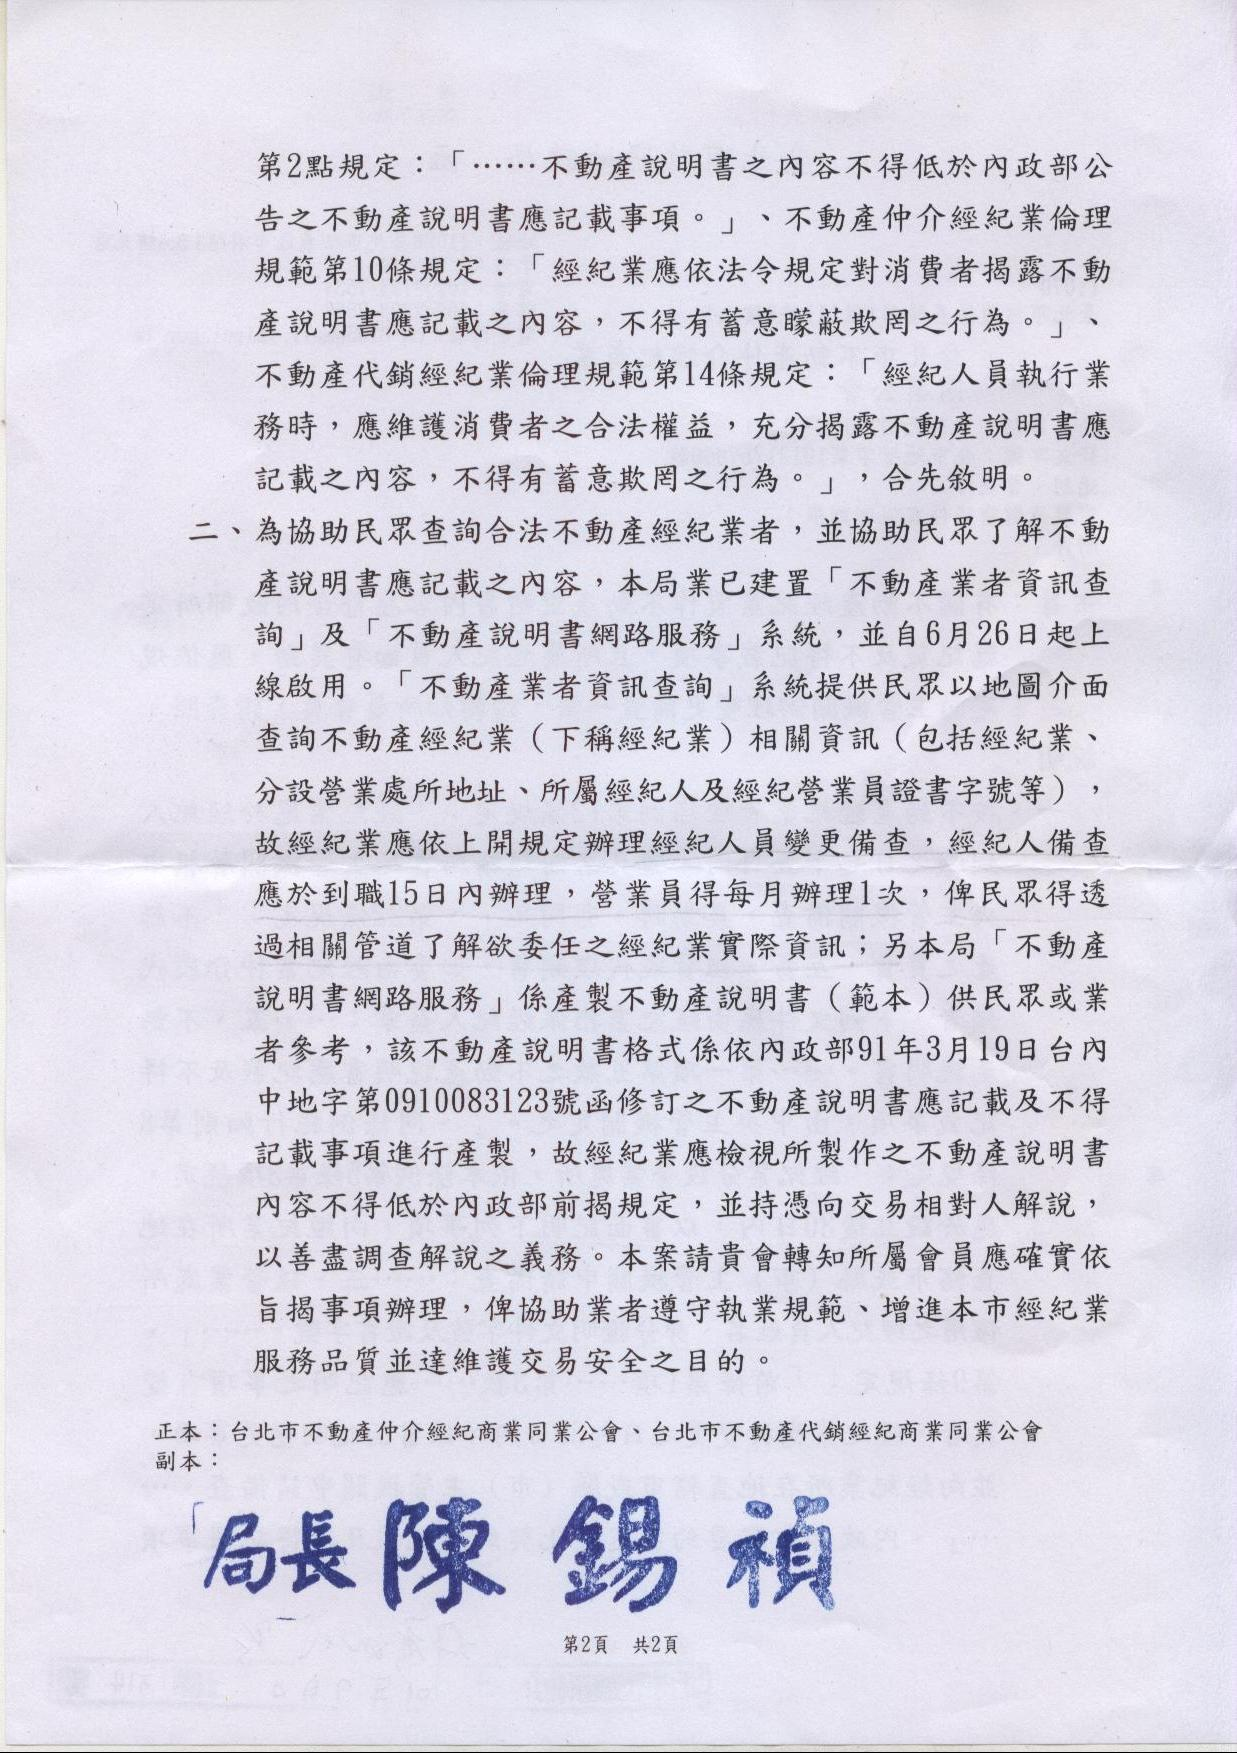 第2點規定：「……不動產說明書之內容不得低於內政部公
告之不動產說明書應記載事項。」、不動產仲介經紀業倫理
規範第10條規定：「經紀業應依法令規定對消費者揭露不動
產說明書應記載之內容，不得有蓄意矇蔽欺罔之行為。」、
不動產代銷經紀業倫理規範第14條規定：「經紀人員執行業
務時，應維護消費者之合法權益，充分揭露不動產說明書應
記載之內容，不得有蓄意欺罔之行為。」，合先敘明。
二、為協助民眾查詢合法不動產經紀業者，並協助民眾了解不動
產說明書應記載之內容，本局業已建置「不動產業者資訊查
詢」及「不動產說明書網路服務」系統，並自6月26日起上
線啟用。「不動產業者資訊查詢」系統提供民眾以地圖介面
查詢不動產經紀業（下稱經紀業）相關資訊（包括經紀業、
分設營業處所地址、所屬經紀人及經紀營業員證書字號等），
故經紀業應依上開規定辦理經紀人員變更備查，經紀人備查
應於到職15日內辦理，營業員得每月辦理1次，俾民眾得透
過相關管道了解欲委任之經紀業實際資訊；另本局「不動產
說明書網路服務」係產製不動產說明書（範本）供民眾或業
者參考，該不動產說明書格式係依內政部91年3月19日台內
中地字第0910083123號函修訂之不動產說明書應記載及不得
記載事項進行產製，故經紀業應檢視所製作之不動產說明書
內容不得低於內政部前揭規定，並持憑向交易相對人解說，
以善盡調查解說之義務。本案請貴會轉知所屬會員應確實依
旨揭事項辦理，俾協助業者遵守執業規範、增進本市經紀業
服務品質並達維護交易安全之目的。
正本：台北市不動產仲介經紀商業同業公會、台北市不動產代銷經紀商業同業公會
副本：
局長陳錫禎
第2頁　共2頁